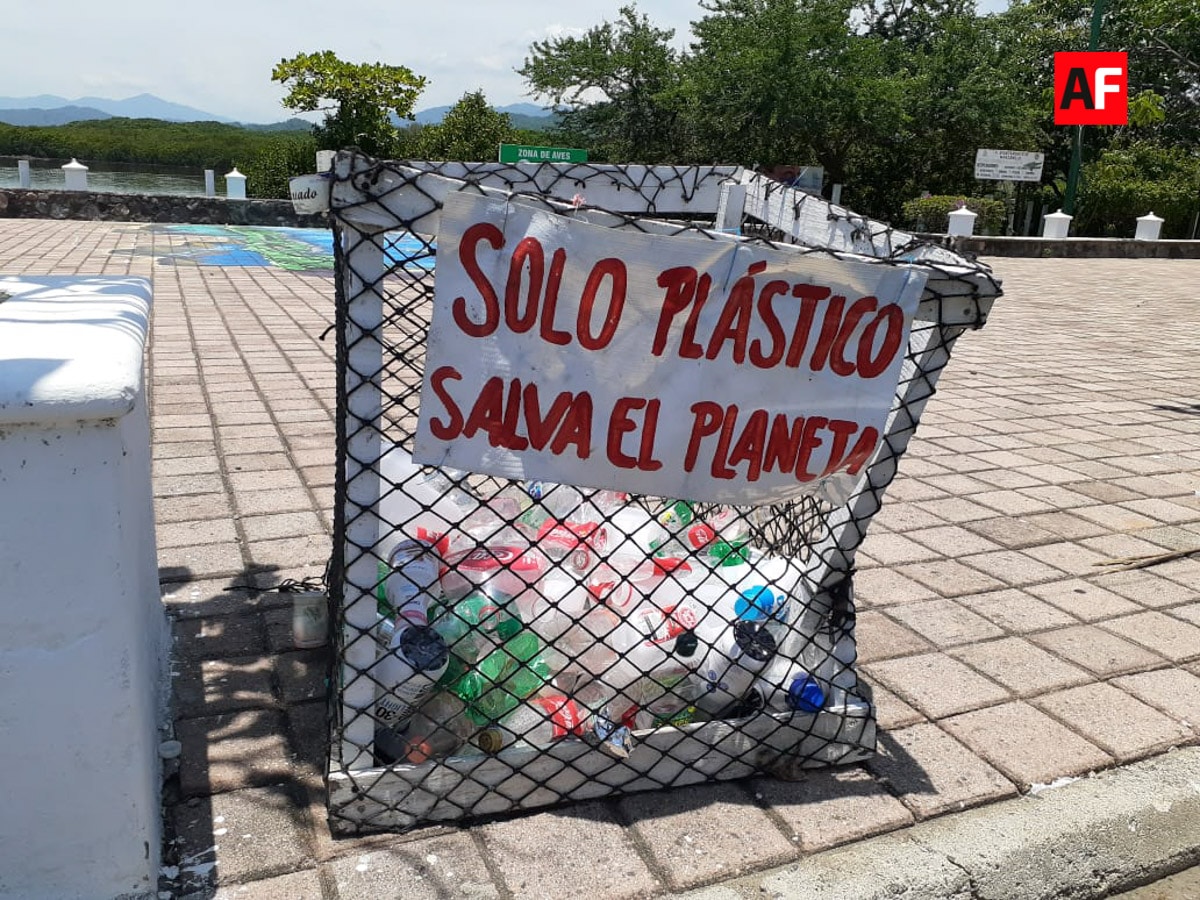 AF
ZONA DE AVES
SOLO PLÁSTICO
SALVA EL PLANETA